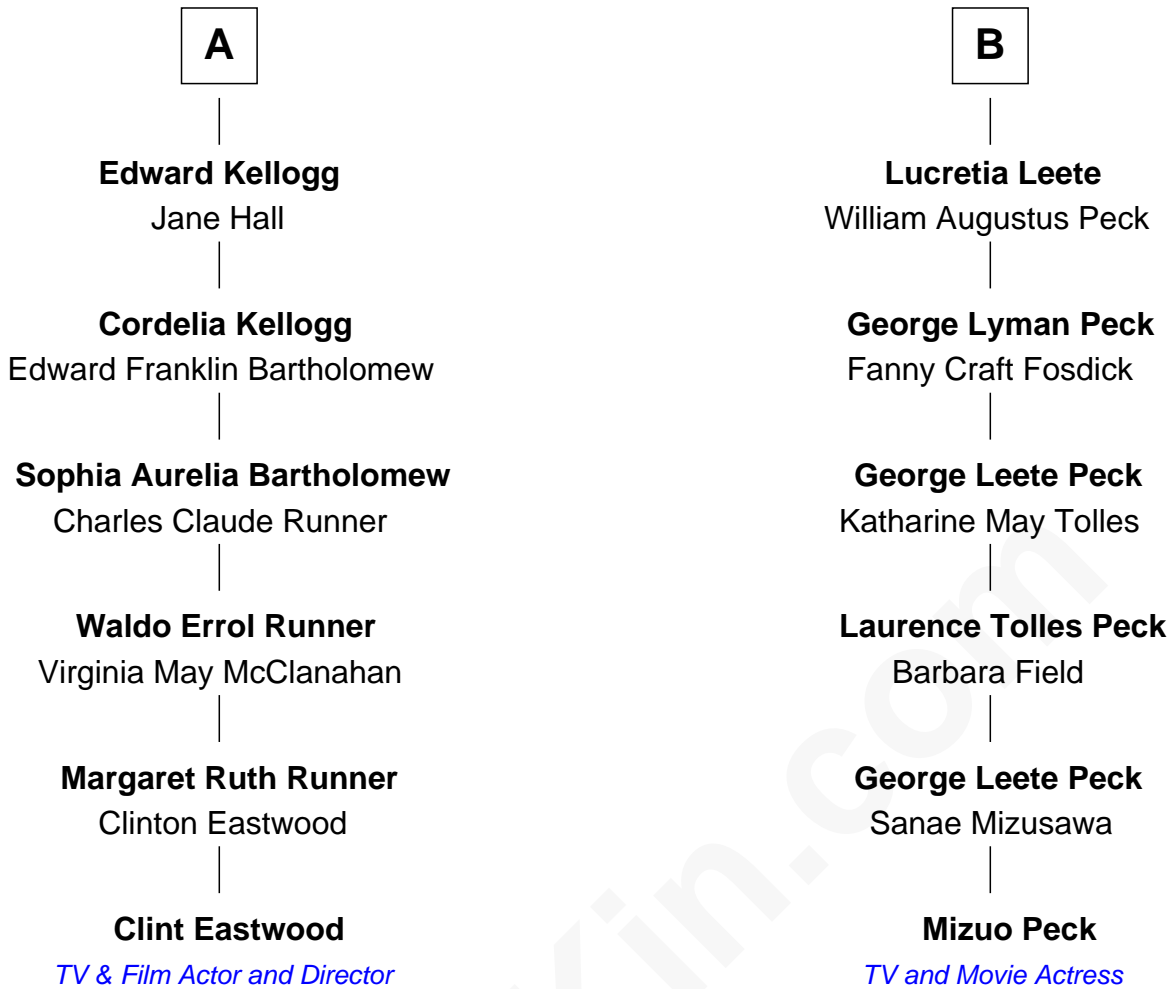 A
Edward Kellogg
Jane Hall
Cordelia Kellogg
Edward Franklin Bartholomew
Sophia Aurelia Bartholomew
Charles Claude Runner
Waldo Errol Runner
Virginia May McClanahan
Margaret Ruth Runner
Clinton Eastwood
Clint Eastwood
TV & Film Actor and Director
B
Lucretia Leete
William Augustus Peck
George Lyman Peck
Fanny Craft Fosdick
George Leete Peck
Katharine May Tolles
Laurence Tolles Peck
Barbara Field
George Leete Peck
Sanae Mizusawa
Mizuo Peck
TV and Movie Actress
Kin.com